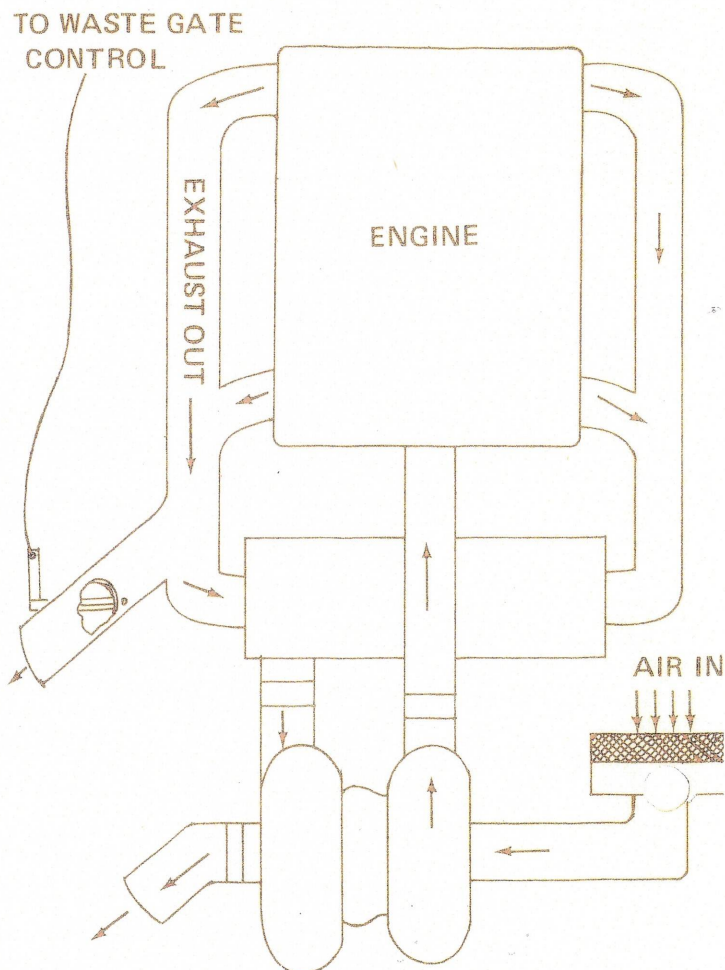 TO WASTE GATE
CONTROL
EXHAUST OUT
ENGINE
AIR IN